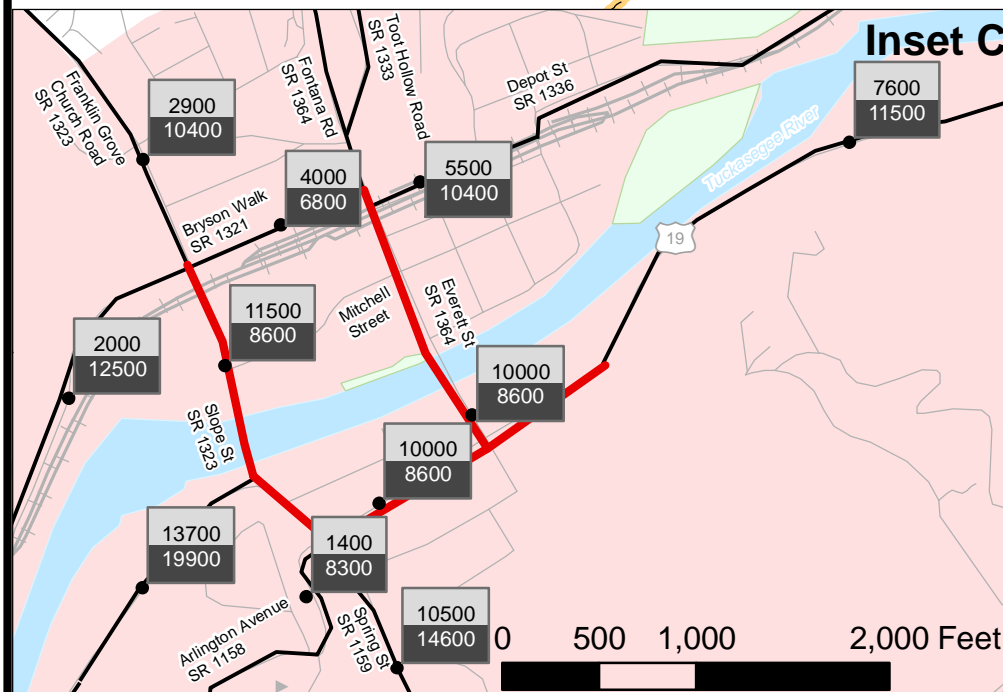 Inset C
Franklin Grove
Church Road
SR 1323
2900
10400
Fontana Rd
SR 1364
Toot Hollow Road
SR 1333
Depot St
SR 1336
7600
11500
4000
6800
5500
10400
Tuckasegee River
19
Bryson Walk
SR 1321
2000
12500
11500
8600
Mitchell
Street
Everett St
SR 1364
10000
8600
Slope St
SR 1323
10000
8600
13700
19900
1400
8300
Arlington Avenue
SR 1158
Spring St
SR 1159
10500
14600
0 500 1,000 2,000 Feet